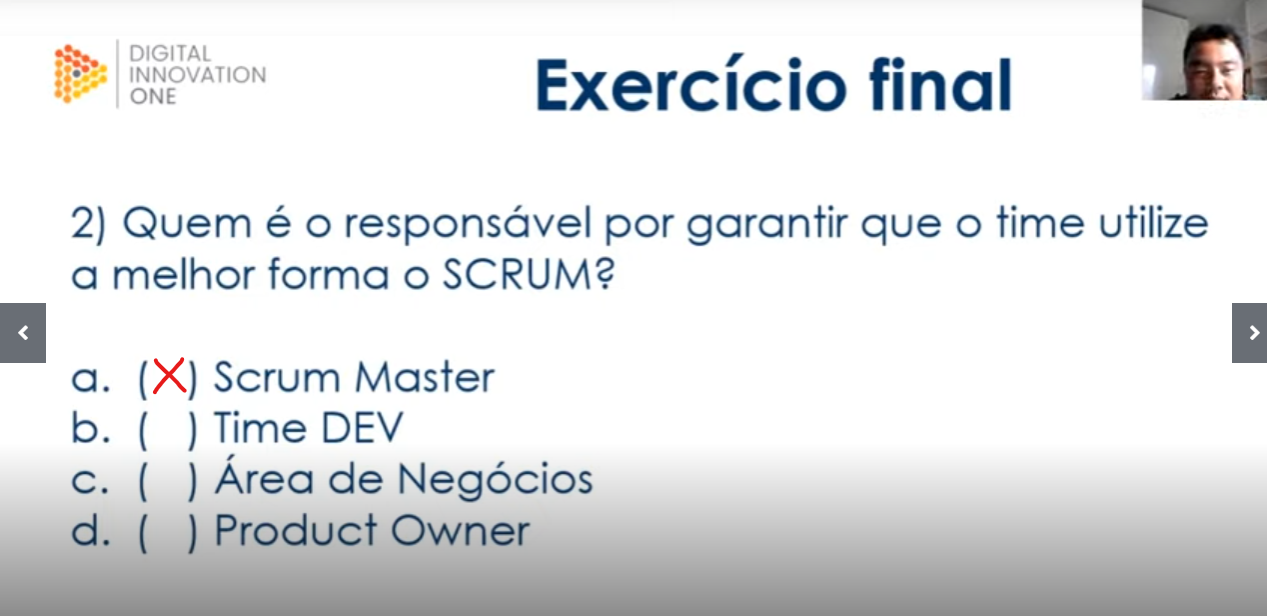 DIGITAL
INNOVATION
ONE
Exercício final
2) Quem é o responsável por garantir que o time utilize
a melhor forma o SCRUM?
a. (X) Scrum Master
b. ( ) Time DEV
c. ( ) Área de Negócios
d. ( ) Product Owner